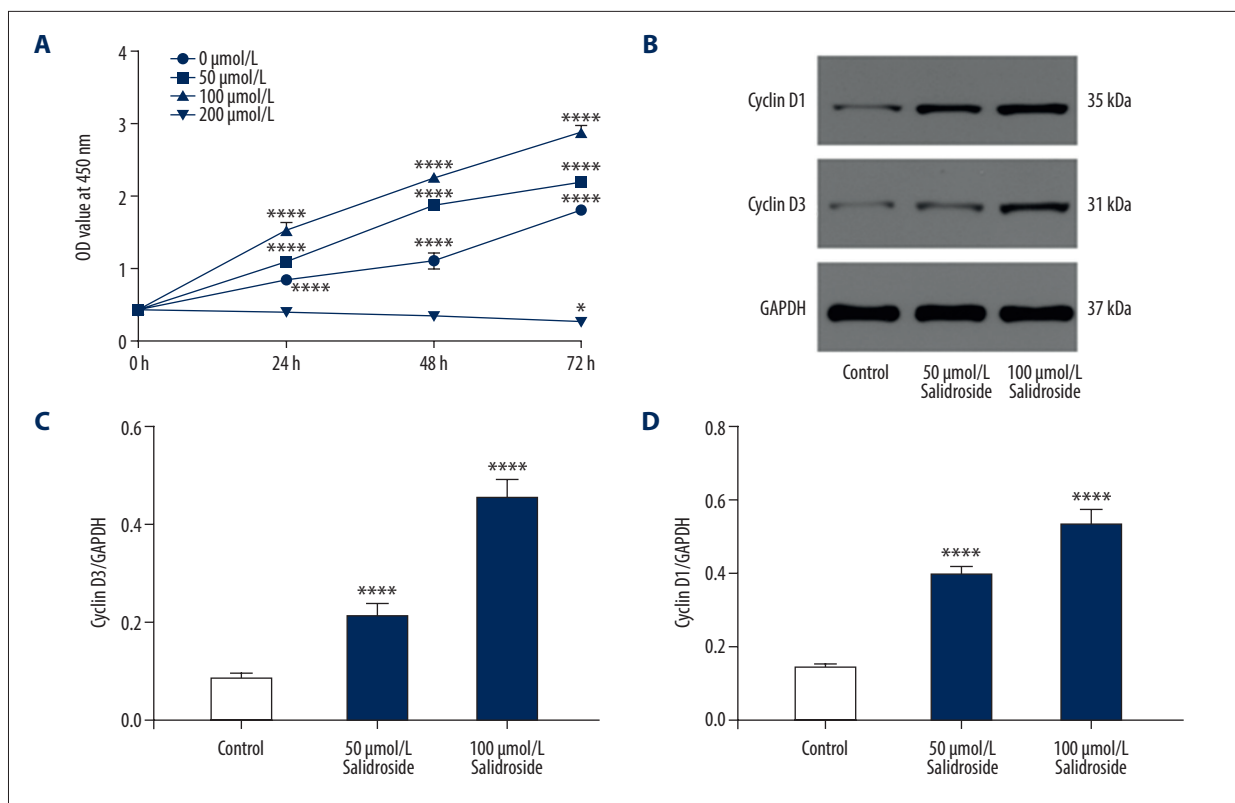 A
4
3
2
1
0
OD value at 450 nm
0 µmol/L
50 µmol/L
100 µmol/L
200 µmol/L
****
****
****
****
****
****
****
****
****
*
0 h
24 h
48 h
72 h
B
Cyclin D1
35 kDa
Cyclin D3
31 kDa
GAPDH
37 kDa
Control
50 µmol/L
Salidroside
100 µmol/L
Salidroside
C
0.6
0.4
0.2
0.0
Cyclin D3/GAPDH
****
****
Control
50 µmol/L
Salidroside
100 µmol/L
Salidroside
D
0.8
0.6
0.4
0.2
0.0
Cyclin D1/GAPDH
****
****
Control
50 µmol/L
Salidroside
100 µmol/L
Salidroside